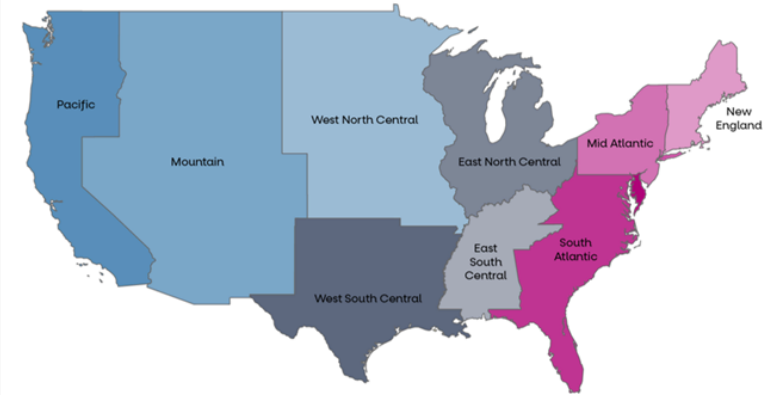 Pacific
Mountain
West North Central
East North Central
Mid Atlantic
New
England
South
Atlantic
East
South
Central
West South Central